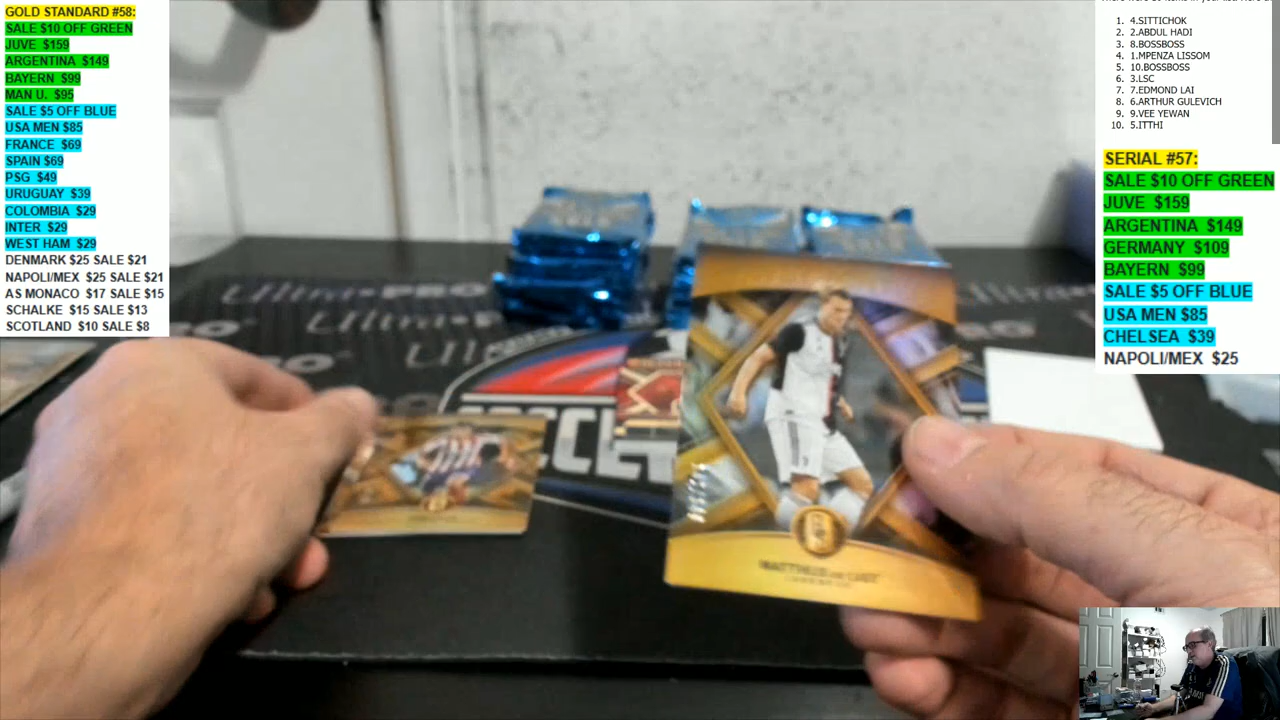 GOLD STANDARD #58:
SALE $10 OFF GREEN
JUVE $159
ARGENTINA $149
BAYERN $99
MAN U. $95
SALE $5 OFF BLUE
USA MEN $85
FRANCE $69
SPAIN $69
PSG $49
URUGUAY $39
COLOMBIA $29
INTER $29
WEST HAM $29
DENMARK $25 SALE $21
NAPOLI/MEX $25 SALE $21
AS MONACO $17 SALE $15
SCHALKE $15 SALE $13
SCOTLAND $10 SALE $8
1. 4.SITTICHOK
2. 2.ABDUL HADI
3. 8.BOSSBOSS
4. 1.MPENZA LISSOM
5. 10.BOSSBOSS
6. 3.LSC
7. 7.EDMOND LAI
8. 6.ARTHUR GULEVICH
9. 9.VEE YEWAN
10. 5.ITTHI
SERIAL #57:
SALE $10 OFF GREEN
JUVE $159
ARGENTINA $149
GERMANY $109
BAYERN $99
SALE $5 OFF BLUE
USA MEN $85
CHELSEA $39
NAPOLI/MEX $25
Ultra PRO
MATTHIJS DE LIGT